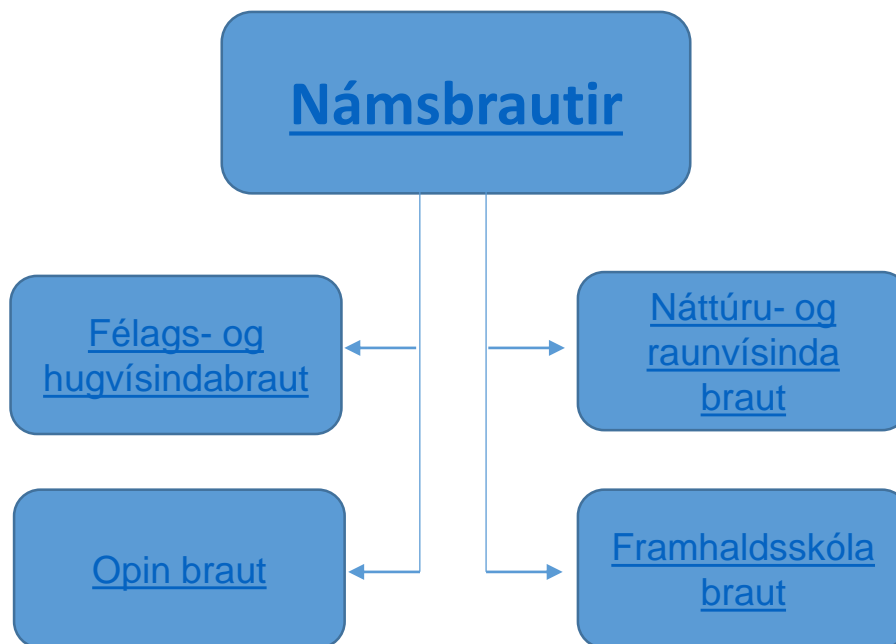 Námsbrautir
Félags- og
hugvísindabraut
Náttúru- og
raunvísinda
braut
Opin braut
Framhaldsskóla
braut